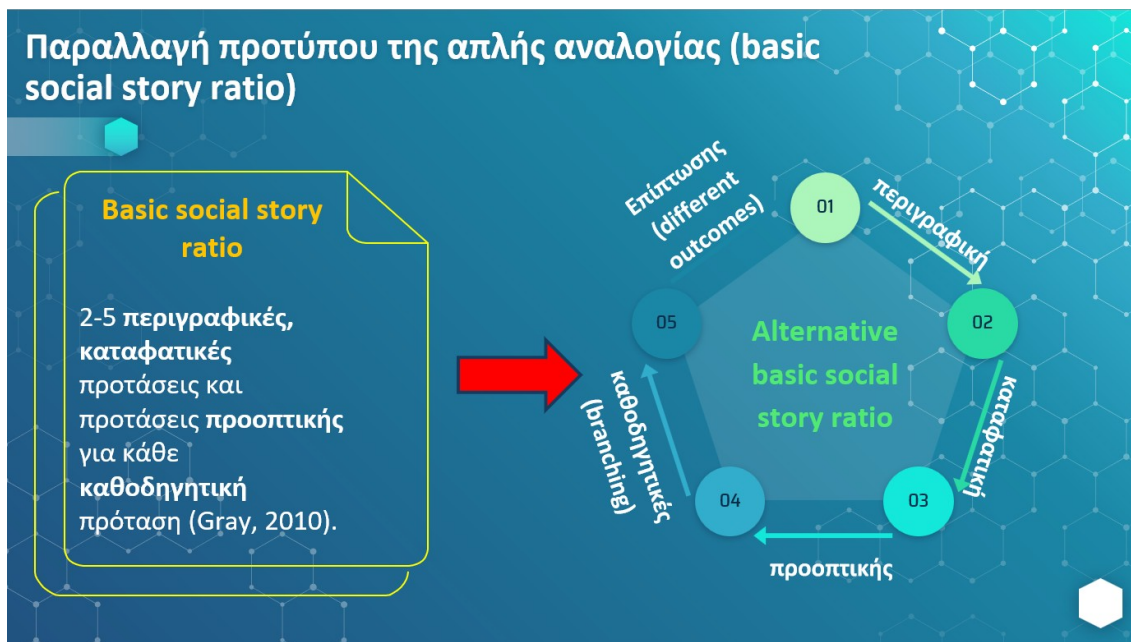 Παραλλαγή προτύπου της απλής αναλογίας (basic
social story ratio)
Basic social story
ratio
2-5 περιγραφικές,
καταφατικές
προτάσεις και
προτάσεις προοπτικής
για κάθε
καθοδηγητική
πρόταση (Gray, 2010).
Alternative
basic social
story ratio
01
περιγραφική
02
καταφατική
03
προοπτικής
04
καθοδηγητικές
(branching)
05
Επίπτωσης
(different
outcomes)